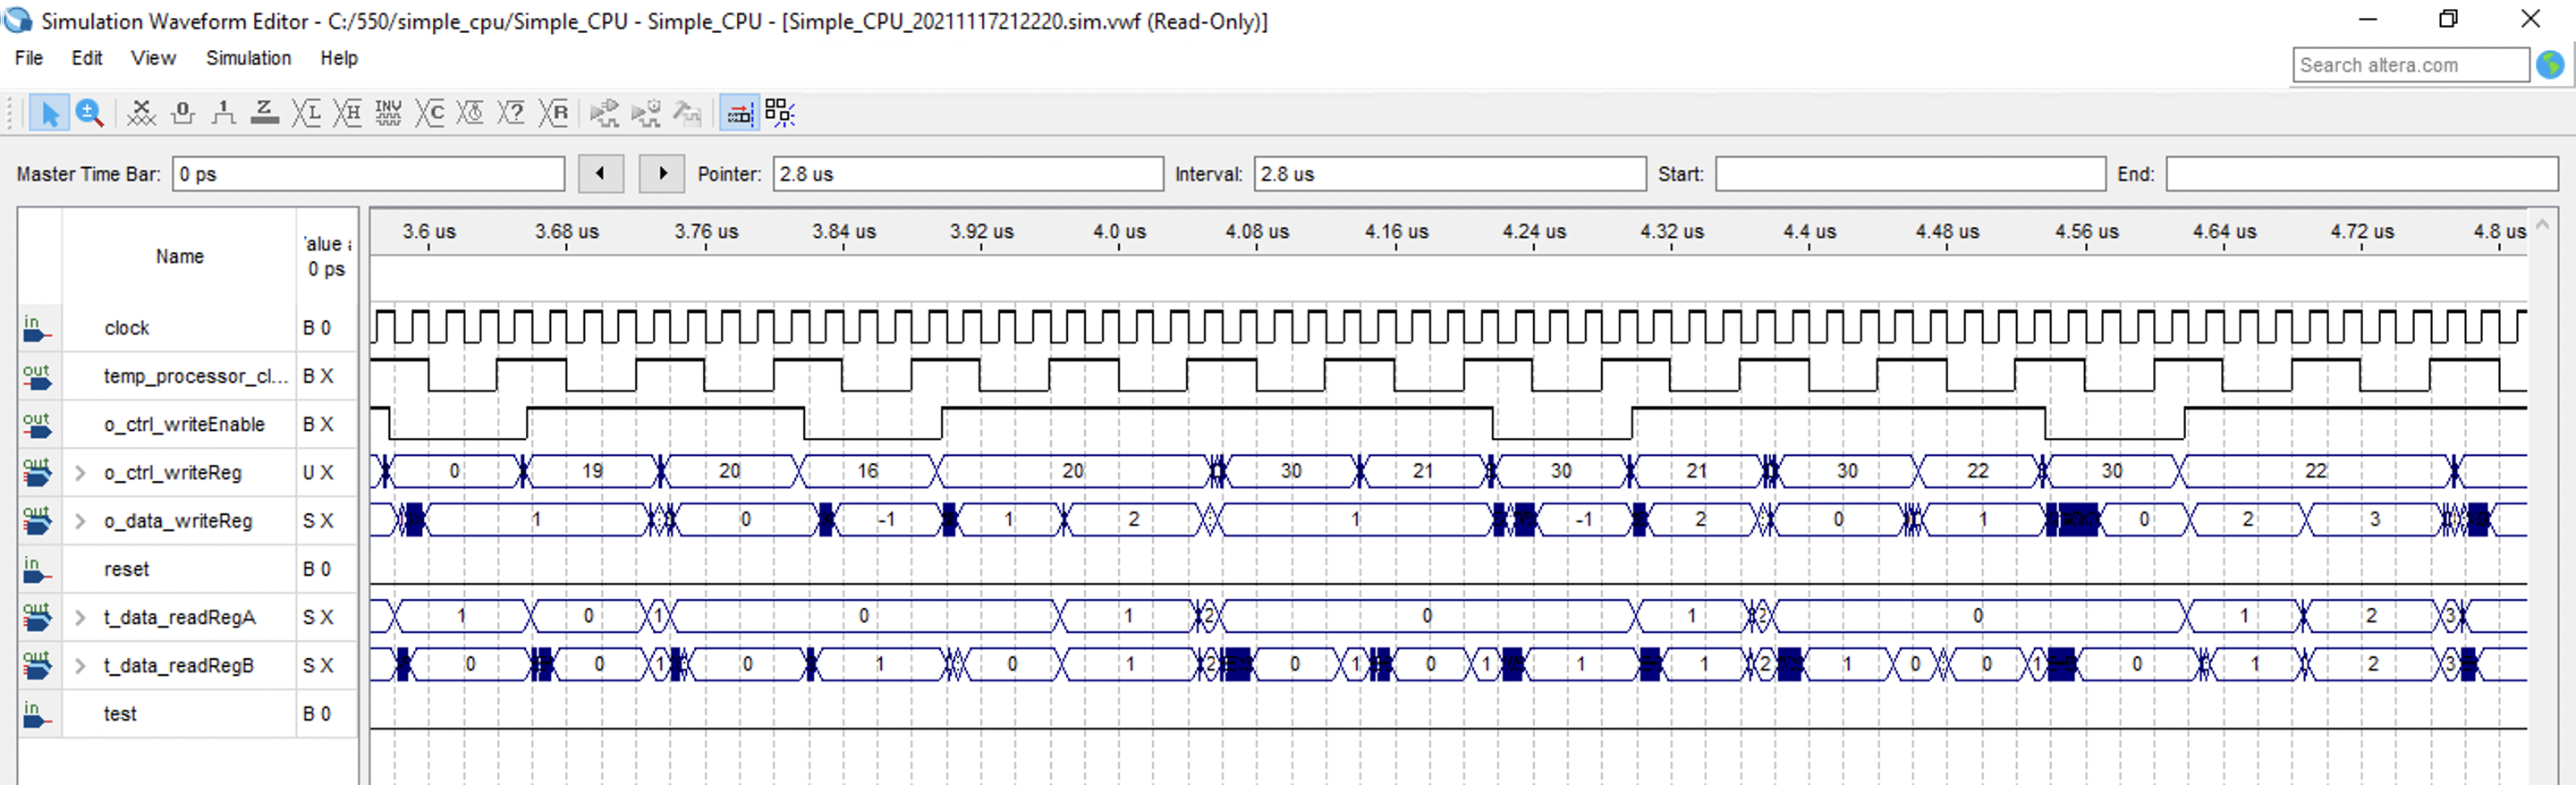 Simulation Waveform Editor - C:/550/simple_cpu/Simple_CPU - Simple_CPU - [Simple_CPU_20211117212220.sim.vwf (Read-Only)]
File Edit View Simulation Help
Search altera.com
Master Time Bar: 0 ps Pointer: 2.8 us Interval: 2.8 us Start: End:
Name 'alue a 0 ps
3.6 us 3.68 us 3.76 us 3.84 us 3.92 us 4.0 us 4.08 us 4.16 us 4.24 us 4.32 us 4.4 us 4.48 us 4.56 us 4.64 us 4.72 us 4.8 us
in clock B 0
out temp_processor_cl... B X
out o_ctrl_writeEnable B X
out o_ctrl_writeReg U X 0 19 20 16 20 30 21 30 21 30 22 30 22
out o_data_writeReg S X 1 0 -1 1 2 1 -1 2 0 1 0 2 3
in reset B 0
out t_data_readRegA S X 1 0 1 0 1 2 0 1 2 0 1 2 3
out t_data_readRegB S X 0 0 1 0 1 0 1 2 0 1 0 1 1 1 2 1 0 0 1 0 1 2 3
in test B 0